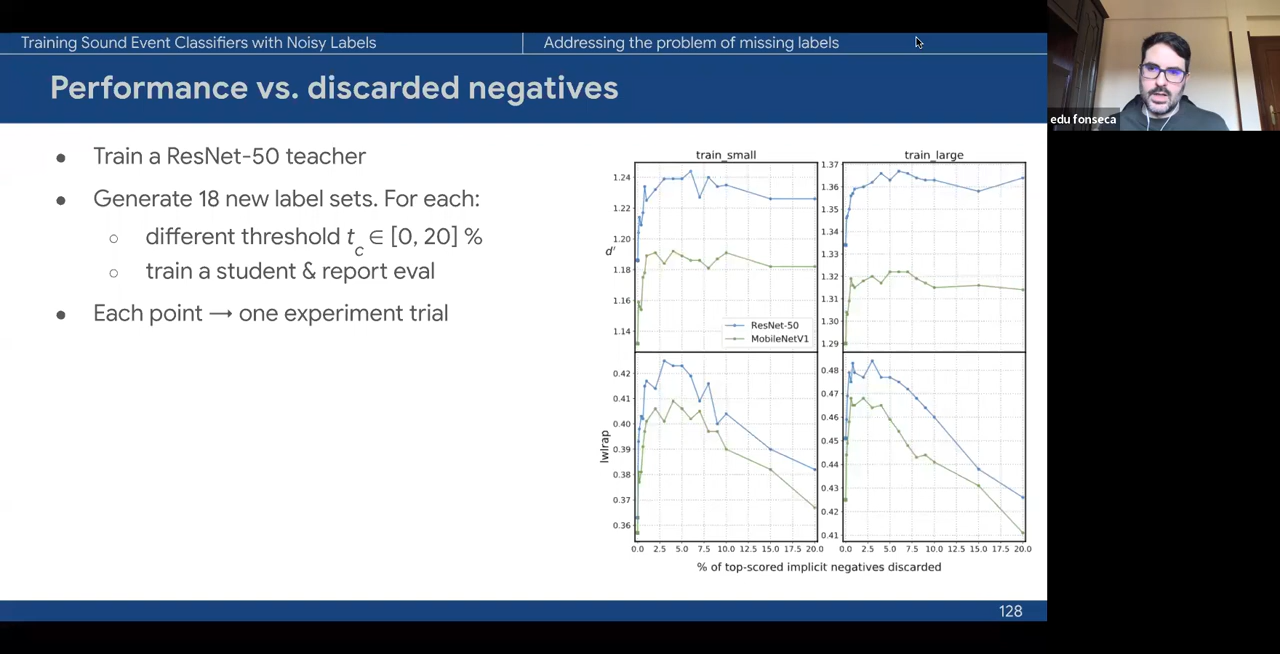 Training Sound Event Classifiers with Noisy Labels
Addressing the problem of missing labels
Performance vs. discarded negatives
edu fonseca
• Train a ResNet-50 teacher
• Generate 18 new label sets. For each:
○ different threshold t_c ∈ [0, 20] %
○ train a student & report eval
• Each point → one experiment trial
train_small
train_large
d'
1.24
1.22
1.20
1.18
1.16
1.14
1.37
1.36
1.35
1.34
1.33
1.32
1.31
1.30
1.29
ResNet-50
MobileNetV1
lwlrap
0.42
0.41
0.40
0.39
0.38
0.37
0.36
0.48
0.47
0.46
0.45
0.44
0.43
0.42
0.41
0.0 2.5 5.0 7.5 10.0 12.5 15.0 17.5 20.0
0.0 2.5 5.0 7.5 10.0 12.5 15.0 17.5 20.0
% of top-scored implicit negatives discarded
128